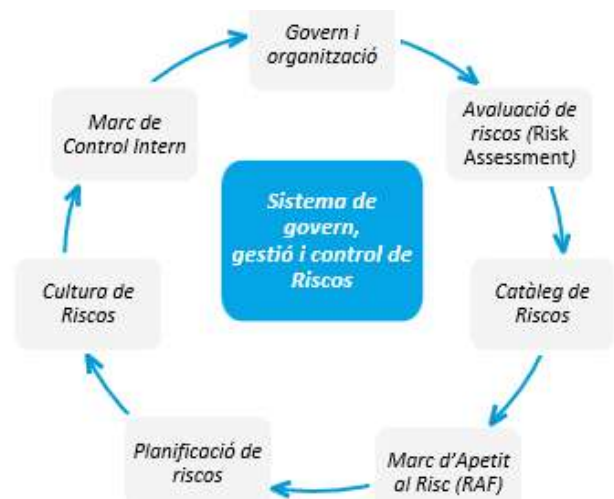 Govern i
organització
Avaluació de
riscos (Risk
Assessment)
Catàleg de
Riscos
Marc d'Apetit
al Risc (RAF)
Planificació de
riscos
Cultura de
Riscos
Marc de
Control Intern
Sistema de
govern,
gestió i control de
Riscos